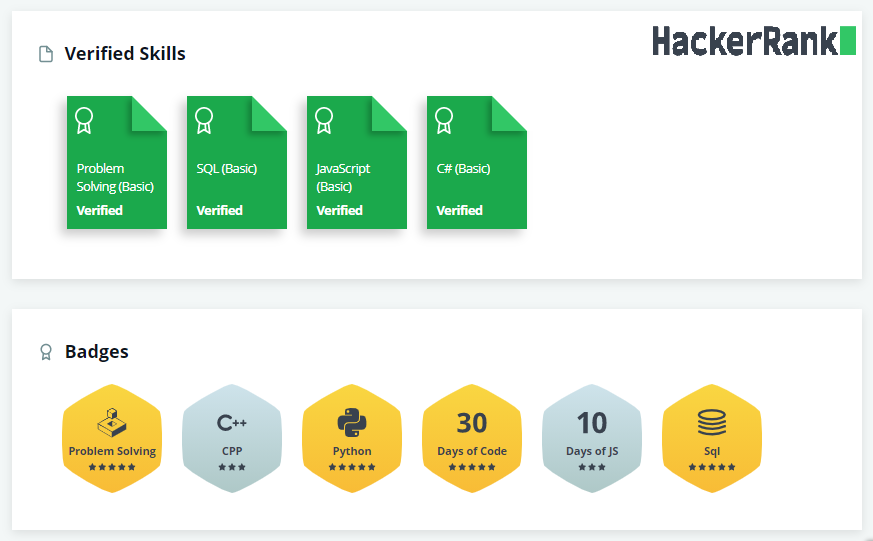 Verified Skills
HackerRank
Problem
Solving (Basic)
Verified
SQL (Basic)
Verified
JavaScript
(Basic)
Verified
C# (Basic)
Verified
Badges
Problem Solving
C++
CPP
Python
30
Days of Code
10
Days of JS
Sql